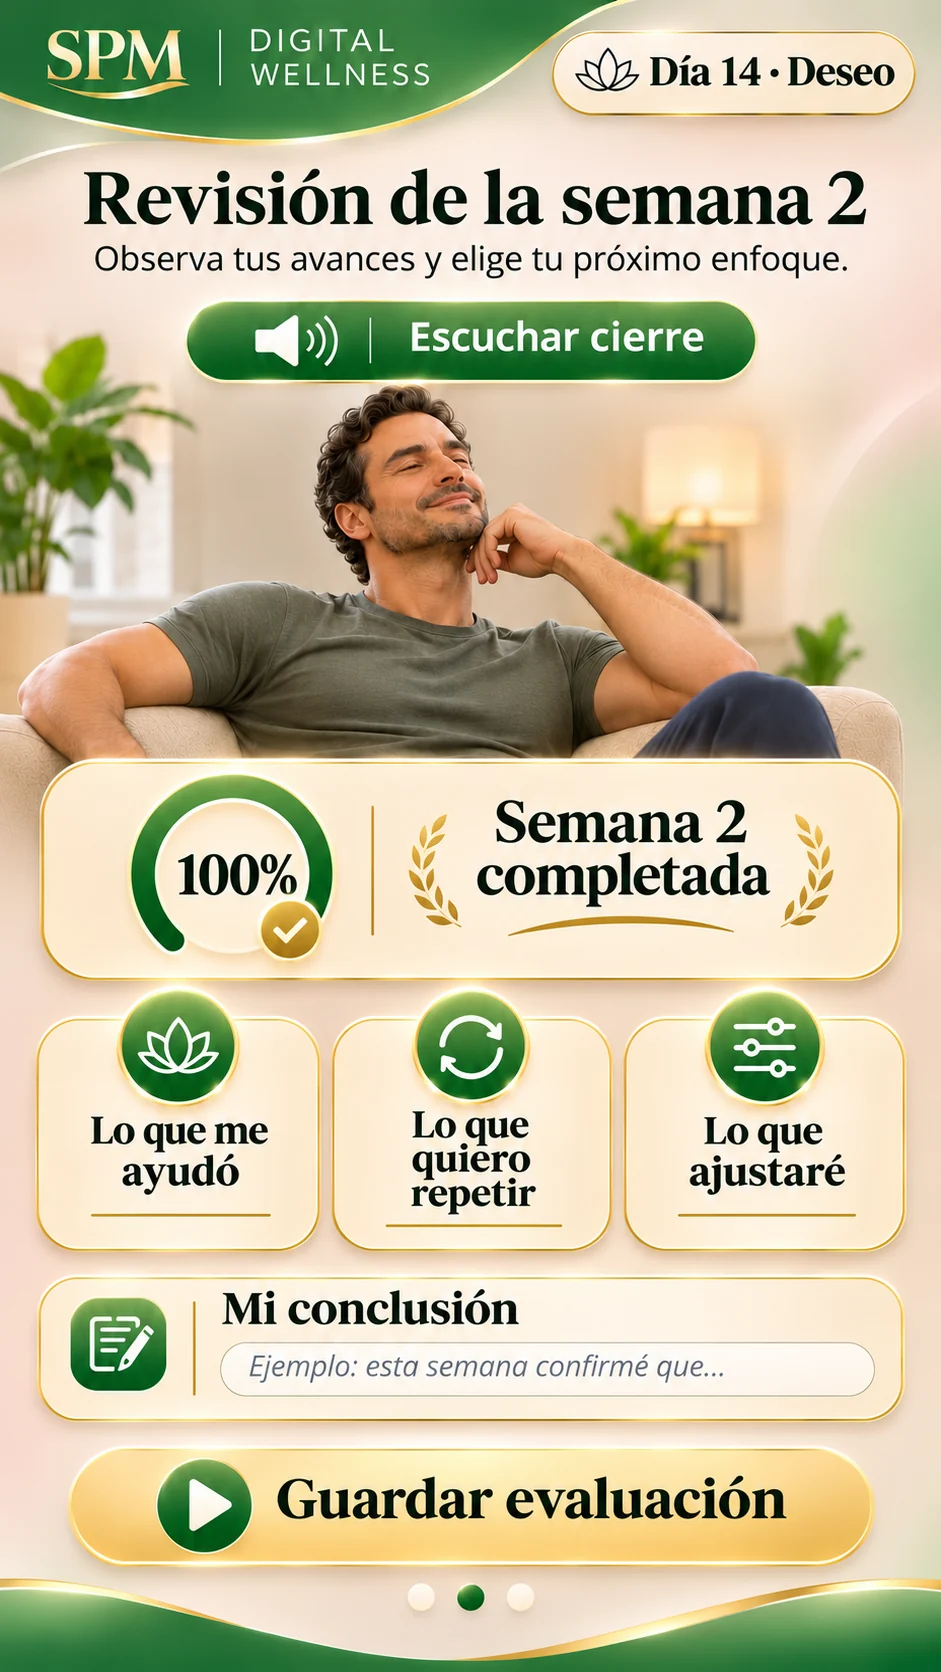 SPM
DIGITAL
WELLNESS
Día 14 • Deseo
Revisión de la semana 2
Observa tus avances y elige tu próximo enfoque.
Escuchar cierre
100%
Semana 2
completada
Lo que me
ayudó
Lo que
quiero
repetir
Lo que
ajustaré
Mi conclusión
Ejemplo: esta semana confirmé que...
Guardar evaluación